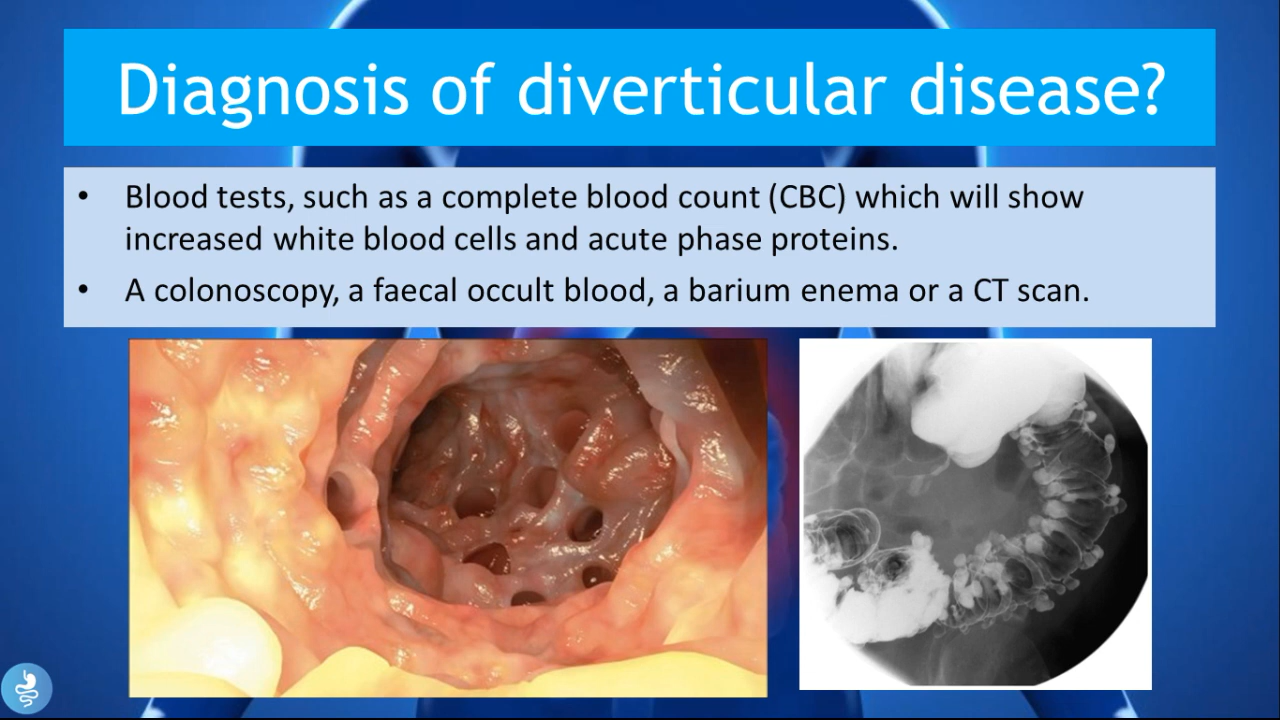 Diagnosis of diverticular disease?
• Blood tests, such as a complete blood count (CBC) which will show
increased white blood cells and acute phase proteins.
• A colonoscopy, a faecal occult blood, a barium enema or a CT scan.